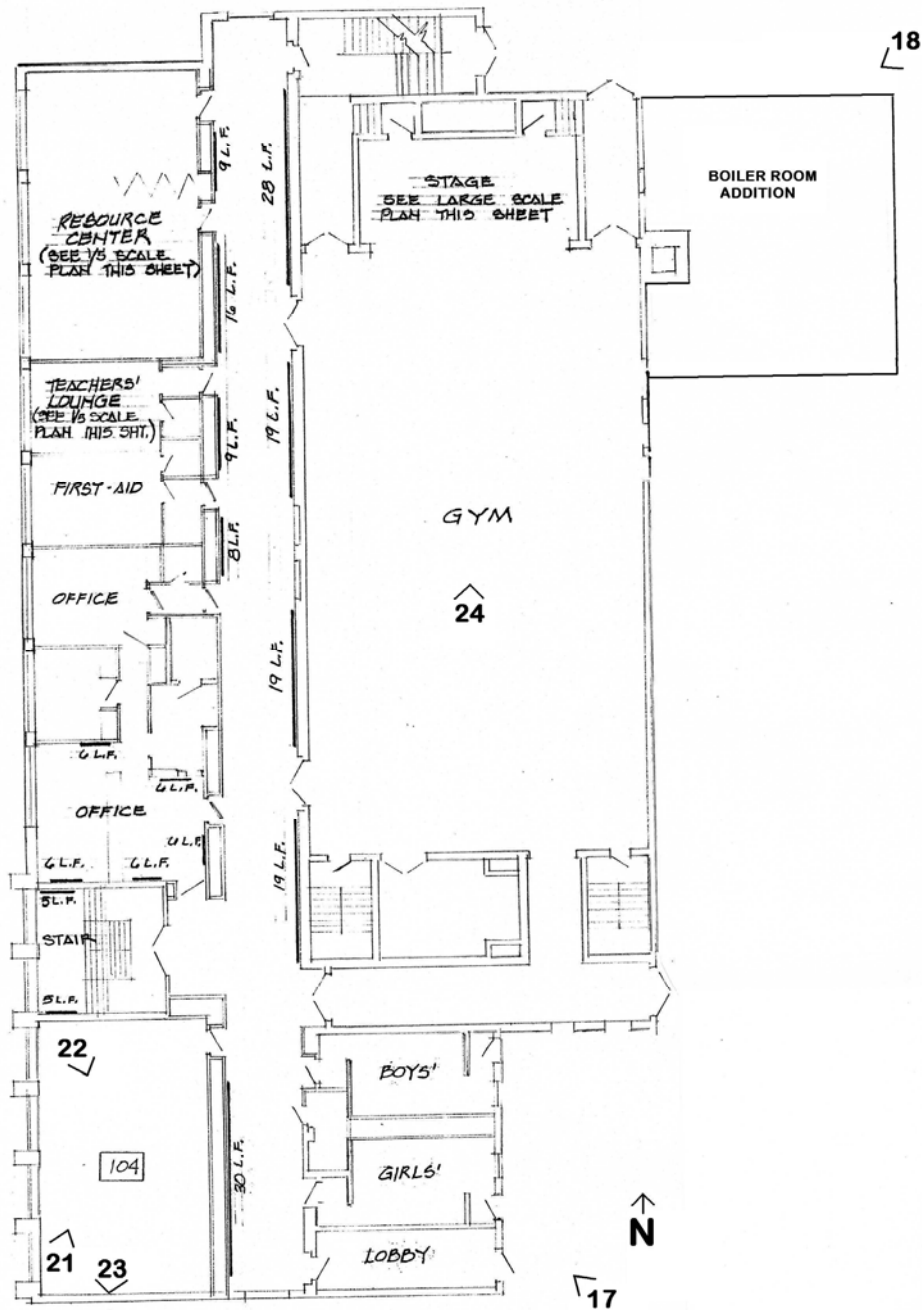 18
BOILER ROOM
ADDITION
9 L.F.
28 L.F.
STAGE
SEE LARGE SCALE
PLAN THIS SHEET
RESOURCE
CENTER
(SEE 1/8 SCALE
PLAN THIS SHEET)
16 L.F.
TEACHERS'
LOUNGE
(SEE 1/8 SCALE
PLAN THIS SHT.)
9 L.F.
19 L.F.
FIRST-AID
8 L.F.
GYM
OFFICE
24
19 L.F.
6 L.F.
6 L.F.
OFFICE
6 L.F.
6 L.F.
6 L.F.
19 L.F.
5 L.F.
STAIR
5 L.F.
22
BOYS'
104
30 L.F.
GIRLS'
21
23
LOBBY
N
17